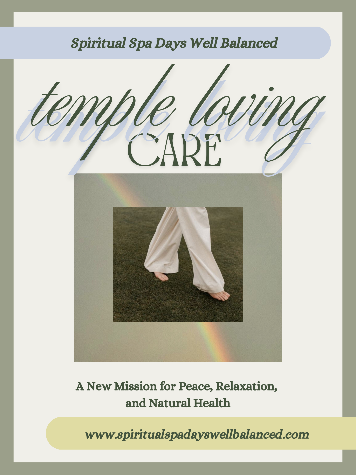 Spiritual Spa Days Well Balanced
temple loving
CARE
A New Mission for Peace, Relaxation,
and Natural Health
www.spiritualspadayswellbalanced.com